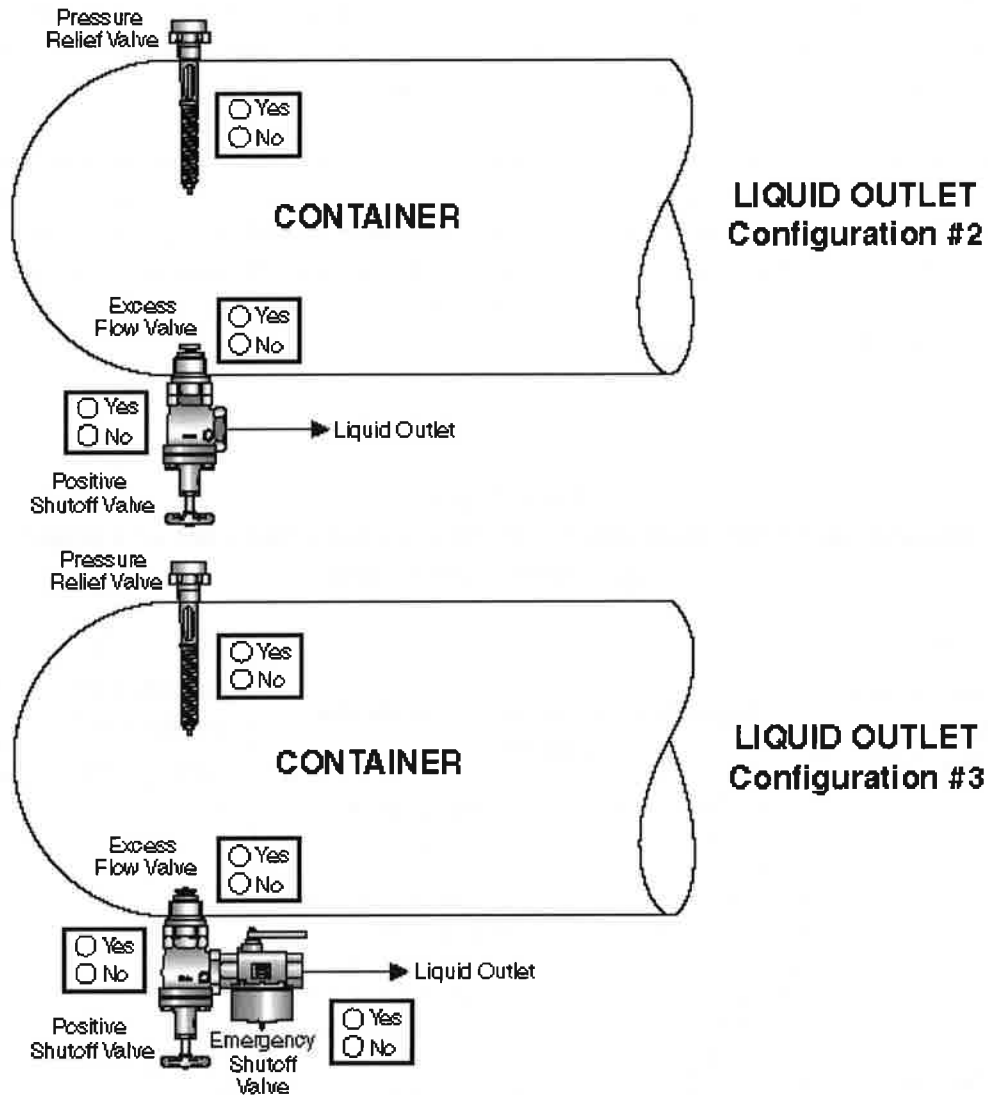 Pressure
Relief Valve
Yes
No
CONTAINER
LIQUID OUTLET
Configuration #2
Excess
Flow Valve
Yes
No
Yes
No
Liquid Outlet
Positive
Shutoff Valve
Pressure
Relief Valve
Yes
No
CONTAINER
LIQUID OUTLET
Configuration #3
Excess
Flow Valve
Yes
No
Yes
No
Liquid Outlet
Positive
Shutoff Valve
Emergency
Shutoff
Valve
Yes
No